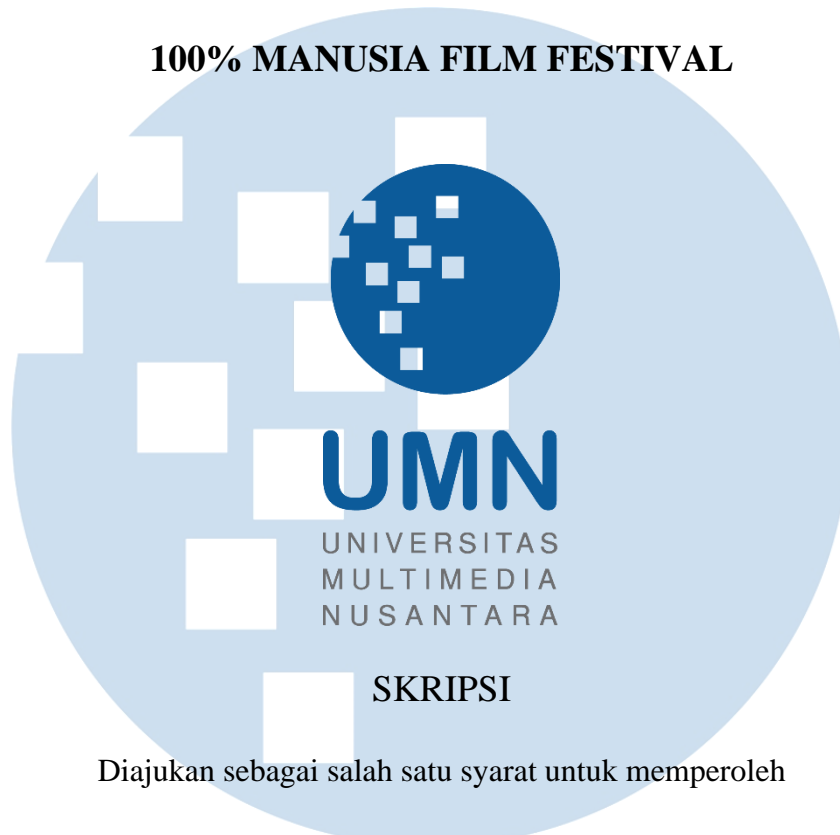 100% MANUSIA FILM FESTIVAL
UMN
UNIVERSITAS
MULTIMEDIA
NUSANTARA
SKRIPSI
Diajukan sebagai salah satu syarat untuk memperoleh